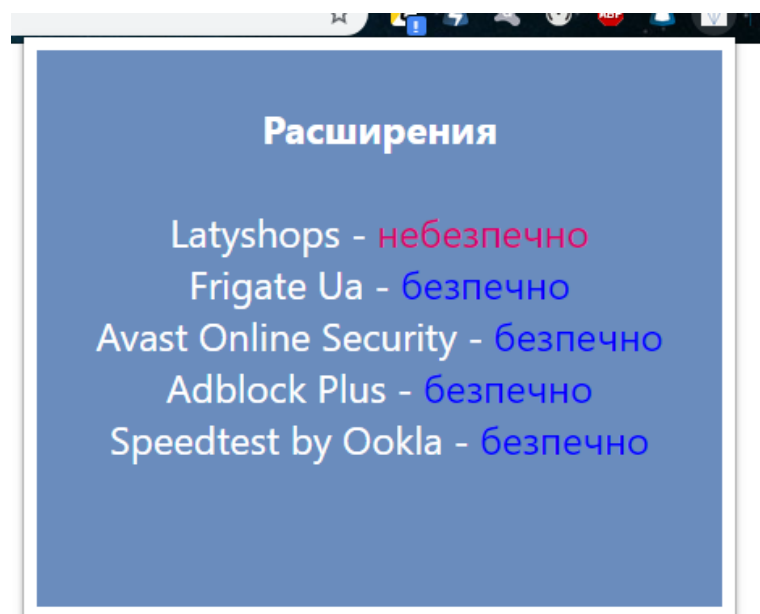 Расширения
Latyshops - небезпечно
Frigate Ua - безпечно
Avast Online Security - безпечно
Adblock Plus - безпечно
Speedtest by Ookla - безпечно